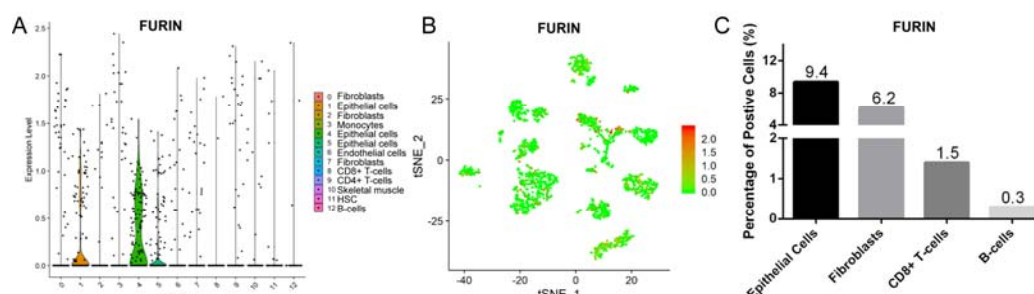 A
FURIN
Expression Level
2.5
2.0
1.5
1.0
0.5
0.0
0 1 2 3 4 5 6 7 8 9 10 11 12
0 Fibroblasts
1 Epithelial cells
2 Fibroblasts
3 Monocytes
4 Epithelial cells
5 Epithelial cells
6 Endothelial cells
7 Fibroblasts
8 CD8+ T-cells
9 CD4+ T-cells
10 Skeletal muscle
11 HSC
12 B-cells
B
FURIN
tSNE_2
25
0
-25
-40 -20 0 20
tSNE_1
2.0
1.5
1.0
0.5
0.0
C
FURIN
Percentage of Postive Cells (%)
12
8
4
2
1
0
9.4
6.2
1.5
0.3
Epithelial Cells
Fibroblasts
CD8+ T-cells
B-cells